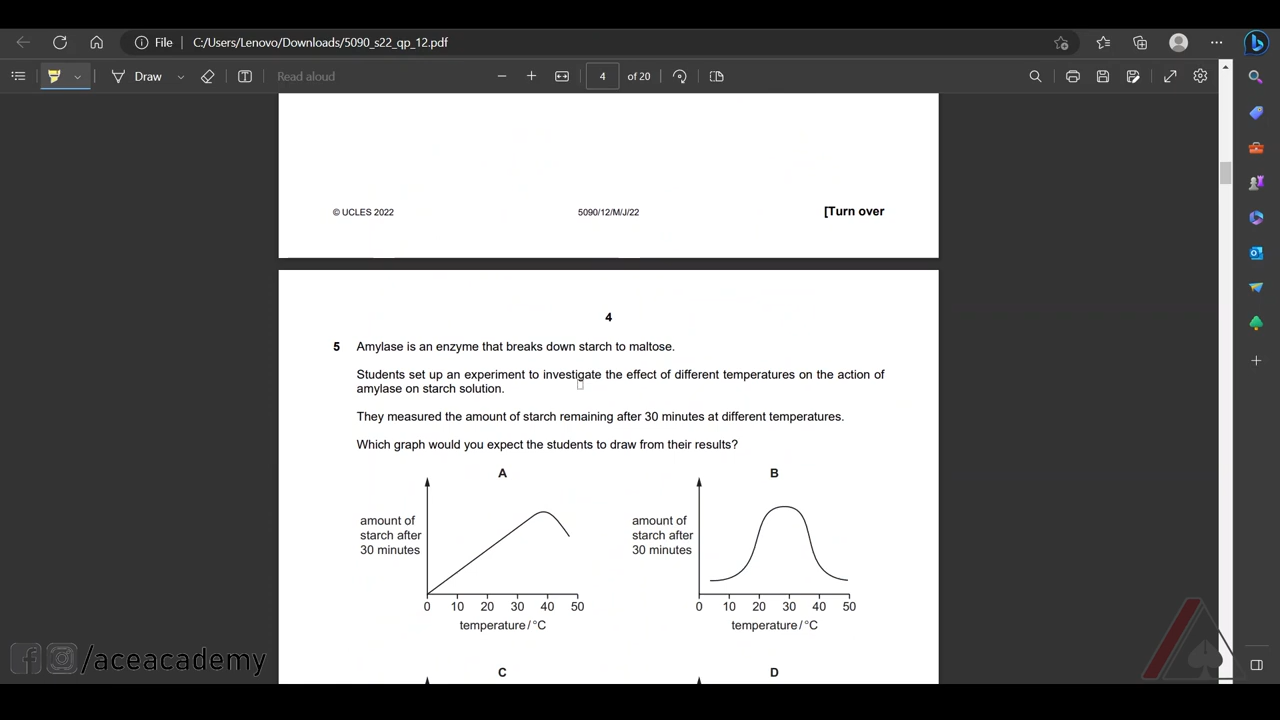 File
C:/Users/Lenovo/Downloads/5090_s22_qp_12.pdf
Draw
Read aloud
4
of 20
© UCLES 2022
5090/12/M/J/22
[Turn over
4
5 Amylase is an enzyme that breaks down starch to maltose.
Students set up an experiment to investigate the effect of different temperatures on the action of
amylase on starch solution.
They measured the amount of starch remaining after 30 minutes at different temperatures.
Which graph would you expect the students to draw from their results?
A
amount of
starch after
30 minutes
0 10 20 30 40 50
temperature / °C
B
amount of
starch after
30 minutes
0 10 20 30 40 50
temperature / °C
C
D
/aceacademy